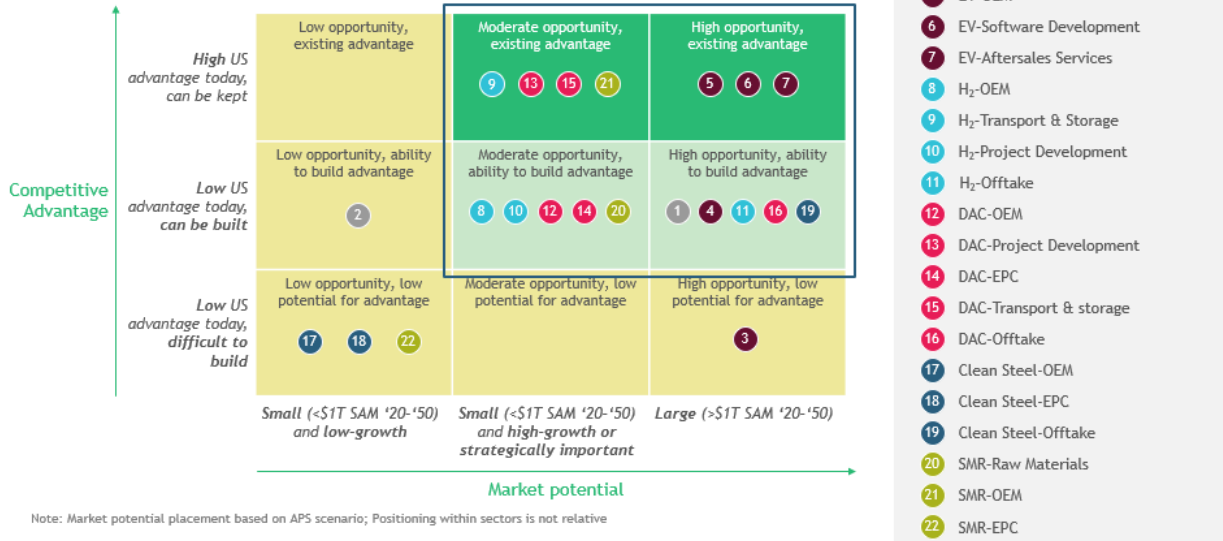 Low opportunity,
existing advantage
Moderate opportunity,
existing advantage
High opportunity,
existing advantage
High US
advantage today,
can be kept
9 13 15 21
5 6 7
Competitive
Advantage
Low US
advantage today,
can be built
Low opportunity, ability
to build advantage
2
Moderate opportunity,
ability to build advantage
8 10 12 14 20
High opportunity, ability
to build advantage
1 4 11 16 19
Low US
advantage today,
difficult to
build
Low opportunity, low
potential for advantage
17 18 22
Moderate opportunity, low
potential for advantage
High opportunity, low
potential for advantage
3
Small (<$1T SAM ‘20-‘50)
and low-growth
Small (<$1T SAM ‘20-‘50)
and high-growth or
strategically important
Large (>$1T SAM ‘20-‘50)
Market potential
Note: Market potential placement based on APS scenario; Positioning within sectors is not relative
6 EV-Software Development
7 EV-Aftersales Services
8 H₂-OEM
9 H₂-Transport & Storage
10 H₂-Project Development
11 H₂-Offtake
12 DAC-OEM
13 DAC-Project Development
14 DAC-EPC
15 DAC-Transport & storage
16 DAC-Offtake
17 Clean Steel-OEM
18 Clean Steel-EPC
19 Clean Steel-Offtake
20 SMR-Raw Materials
21 SMR-OEM
22 SMR-EPC